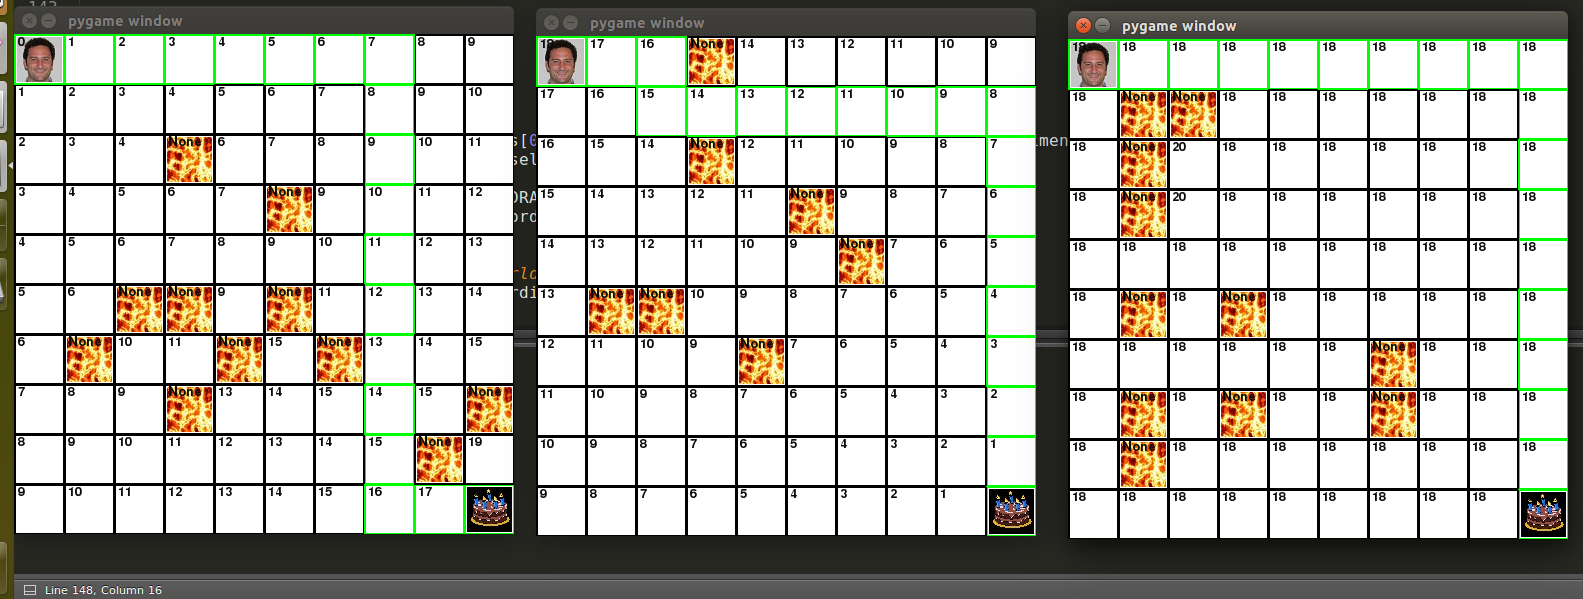 pygame window
0 1 2 3 4 5 6 7 8 9
1 2 3 4 5 6 7 8 9 10
2 3 4 None 6 7 8 9 10 11
3 4 5 6 7 None 9 10 11 12
4 5 6 7 8 9 10 11 12 13
5 6 None None 9 None 11 12 13 14
6 None 10 11 None 15 None 13 14 15
7 8 9 None 13 14 15 14 15 None
8 9 10 11 12 13 14 15 None 19
9 10 11 12 13 14 15 16 17
pygame window
18 17 16 None 14 13 12 11 10 9
17 16 15 14 13 12 11 10 9 8
16 15 14 None 12 11 10 9 8 7
15 14 13 12 11 None 9 8 7 6
14 13 12 11 10 9 None 7 6 5
13 None None 10 9 8 7 6 5 4
12 11 10 9 None 7 6 5 4 3
11 10 9 8 7 6 5 4 3 2
10 9 8 7 6 5 4 3 2 1
9 8 7 6 5 4 3 2 1
pygame window
18 18 18 18 18 18 18 18 18 18
18 None None 18 18 18 18 18 18 18
18 None 20 18 18 18 18 18 18 18
18 None 20 18 18 18 18 18 18 18
18 18 18 18 18 18 18 18 18 18
18 None 18 None 18 18 18 18 18 18
18 18 18 18 18 18 None 18 18 18
18 None 18 None 18 18 None 18 18 18
18 None 18 18 18 18 18 18 18 18
18 18 18 18 18 18 18 18 18
Line 148, Column 16